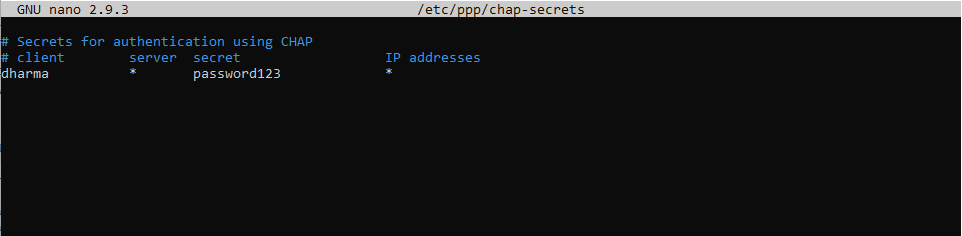 GNU nano 2.9.3 /etc/ppp/chap-secrets
# Secrets for authentication using CHAP
# client server secret IP addresses
dharma * password123 *